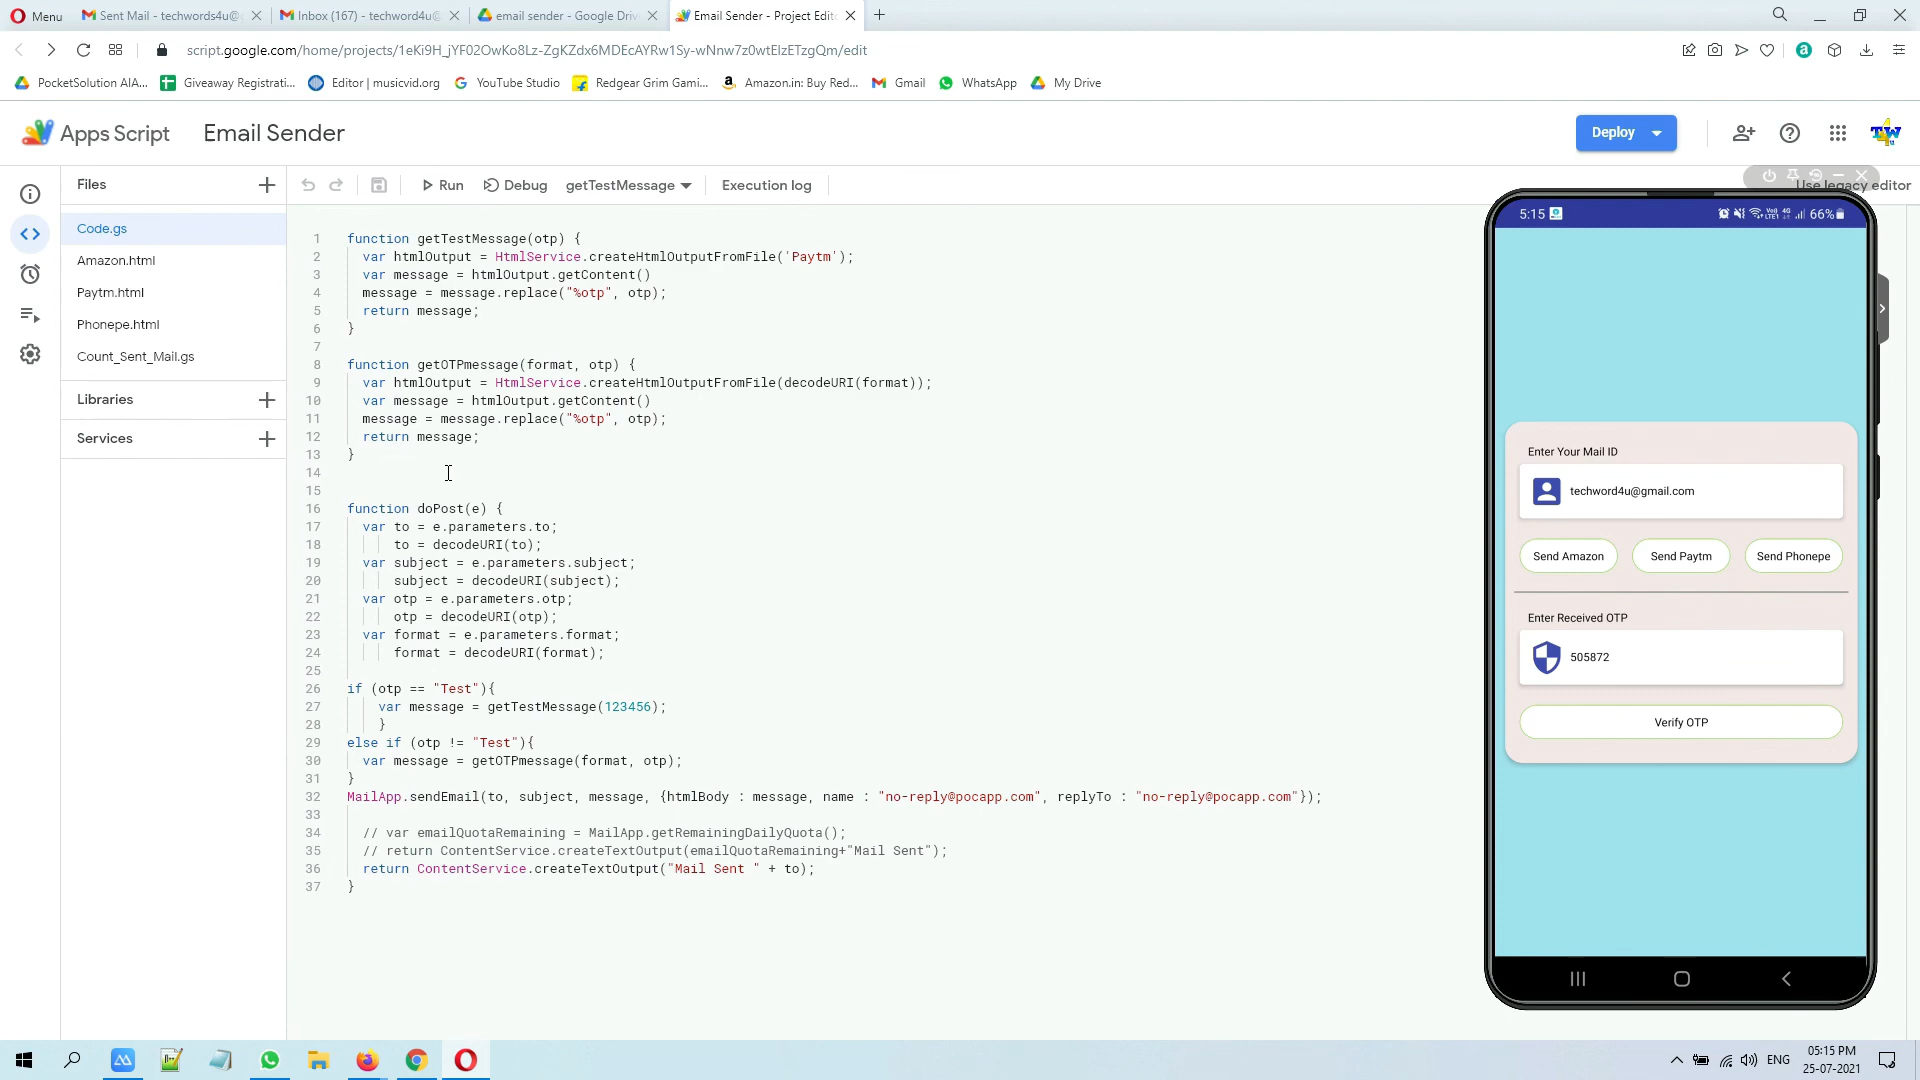 Menu
Sent Mail - techwords4u@
Inbox (167) - techword4u@
email sender - Google Driv
Email Sender - Project Edito
script.google.com/home/projects/1eKi9H_jYF02OwKo8Lz-ZgKZdx6MDEcAYRw1Sy-wNnw7z0wtElzETzgQm/edit
PocketSolution AIA...
Giveaway Registrati...
Editor | musicvid.org
YouTube Studio
Redgear Grim Gami...
Amazon.in: Buy Red...
Gmail
WhatsApp
My Drive
Apps Script
Email Sender
Deploy
Files
Run
Debug
getTestMessage
Execution log
Use legacy editor
Code.gs
Amazon.html
Paytm.html
Phonepe.html
Count_Sent_Mail.gs
Libraries
Services
1 function getTestMessage(otp) {
2 var htmlOutput = HtmlService.createHtmlOutputFromFile('Paytm');
3 var message = htmlOutput.getContent()
4 message = message.replace("%otp", otp);
5 return message;
6 }
7
8 function getOTPmessage(format, otp) {
9 var htmlOutput = HtmlService.createHtmlOutputFromFile(decodeURI(format));
10 var message = htmlOutput.getContent()
11 message = message.replace("%otp", otp);
12 return message;
13 }
14
15
16 function doPost(e) {
17 var to = e.parameters.to;
18 to = decodeURI(to);
19 var subject = e.parameters.subject;
20 subject = decodeURI(subject);
21 var otp = e.parameters.otp;
22 otp = decodeURI(otp);
23 var format = e.parameters.format;
24 format = decodeURI(format);
25
26 if (otp == "Test"){
27 var message = getTestMessage(123456);
28 }
29 else if (otp != "Test"){
30 var message = getOTPmessage(format, otp);
31 }
32 MailApp.sendEmail(to, subject, message, {htmlBody : message, name : "no-reply@pocapp.com", replyTo : "no-reply@pocapp.com"});
33
34 // var emailQuotaRemaining = MailApp.getRemainingDailyQuota();
35 // return ContentService.createTextOutput(emailQuotaRemaining+"Mail Sent");
36 return ContentService.createTextOutput("Mail Sent " + to);
37 }
5:15
66%
Enter Your Mail ID
techword4u@gmail.com
Send Amazon
Send Paytm
Send Phonepe
Enter Received OTP
505872
Verify OTP
ENG
05:15 PM
25-07-2021